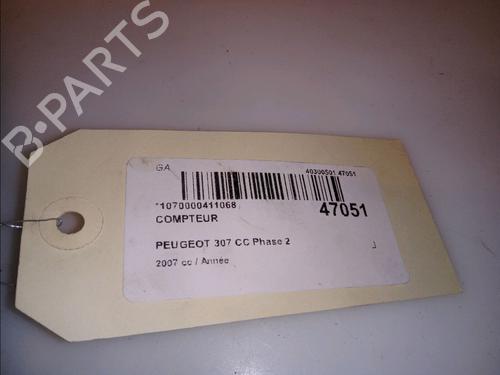 B-PARTS
GA
40300501 47051
*1070000411068
47051
COMPTEUR
PEUGEOT 307 CC Phase 2
J
2007 cc / Année